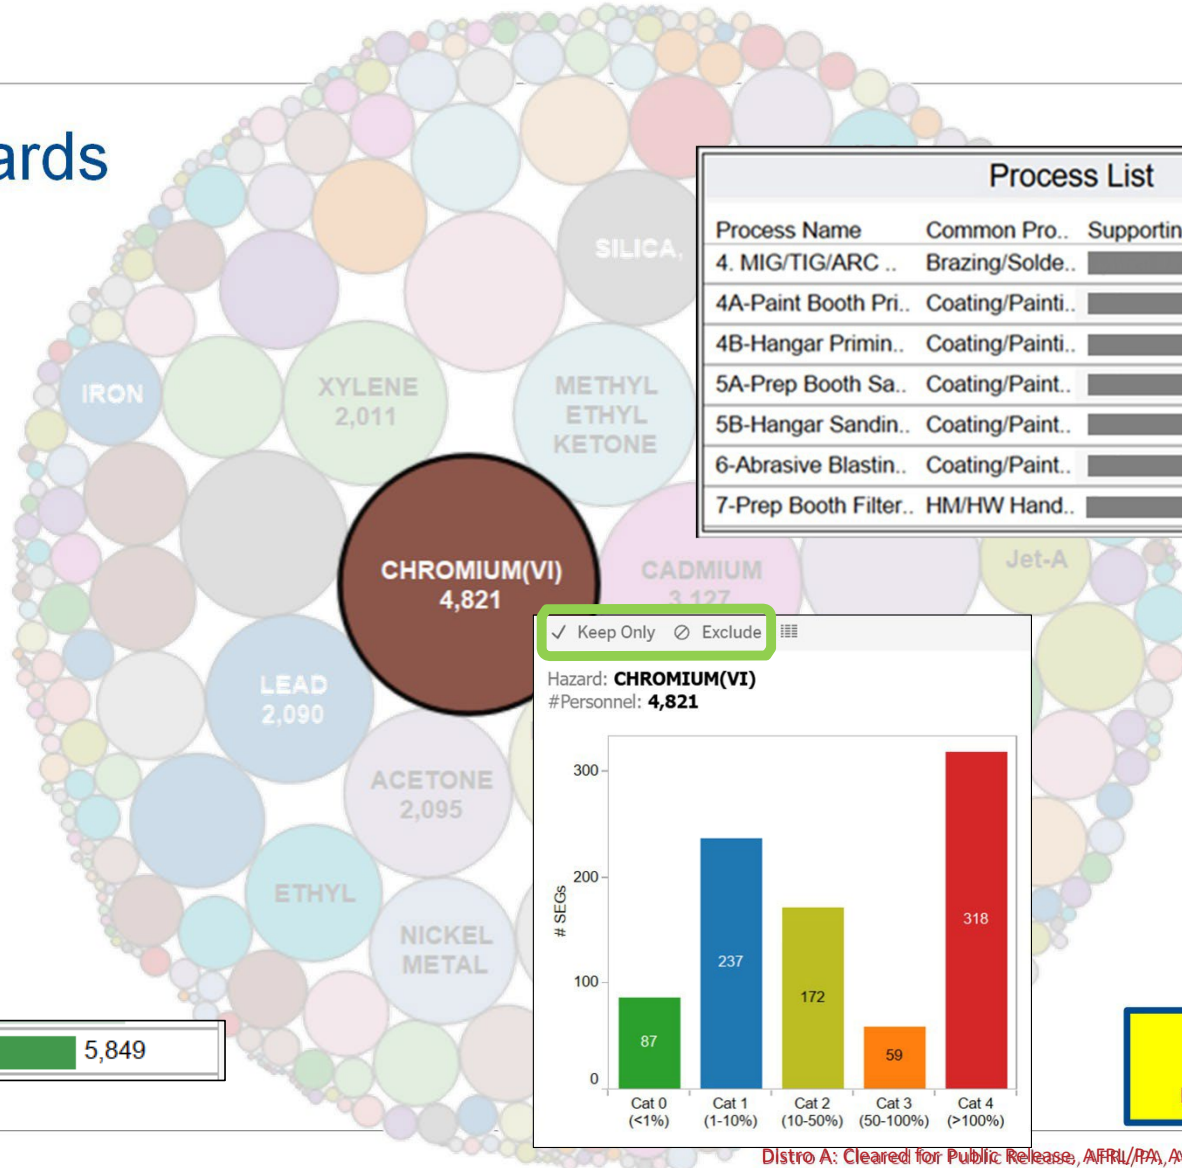 ards
SILICA,
IRON
XYLENE
2,011
METHYL
ETHYL
KETONE
CHROMIUM(VI)
4,821
CADMIUM
3,127
Jet-A
LEAD
2,090
ACETONE
2,095
ETHYL
NICKEL
METAL
5,849
Process List
Process Name Common Pro.. Supportin
4. MIG/TIG/ARC .. Brazing/Solde..
4A-Paint Booth Pri.. Coating/Painti..
4B-Hangar Primin.. Coating/Painti..
5A-Prep Booth Sa.. Coating/Paint..
5B-Hangar Sandin.. Coating/Paint..
6-Abrasive Blastin.. Coating/Paint..
7-Prep Booth Filter.. HM/HW Hand..
Keep Only Exclude
Hazard: CHROMIUM(VI)
#Personnel: 4,821
# SEGs
300
200
100
0
87
237
172
59
318
Cat 0 Cat 1 Cat 2 Cat 3 Cat 4
(<1%) (1-10%) (10-50%) (50-100%) (>100%)
Distro A: Cleared for Public Release, AFRL/PA, A